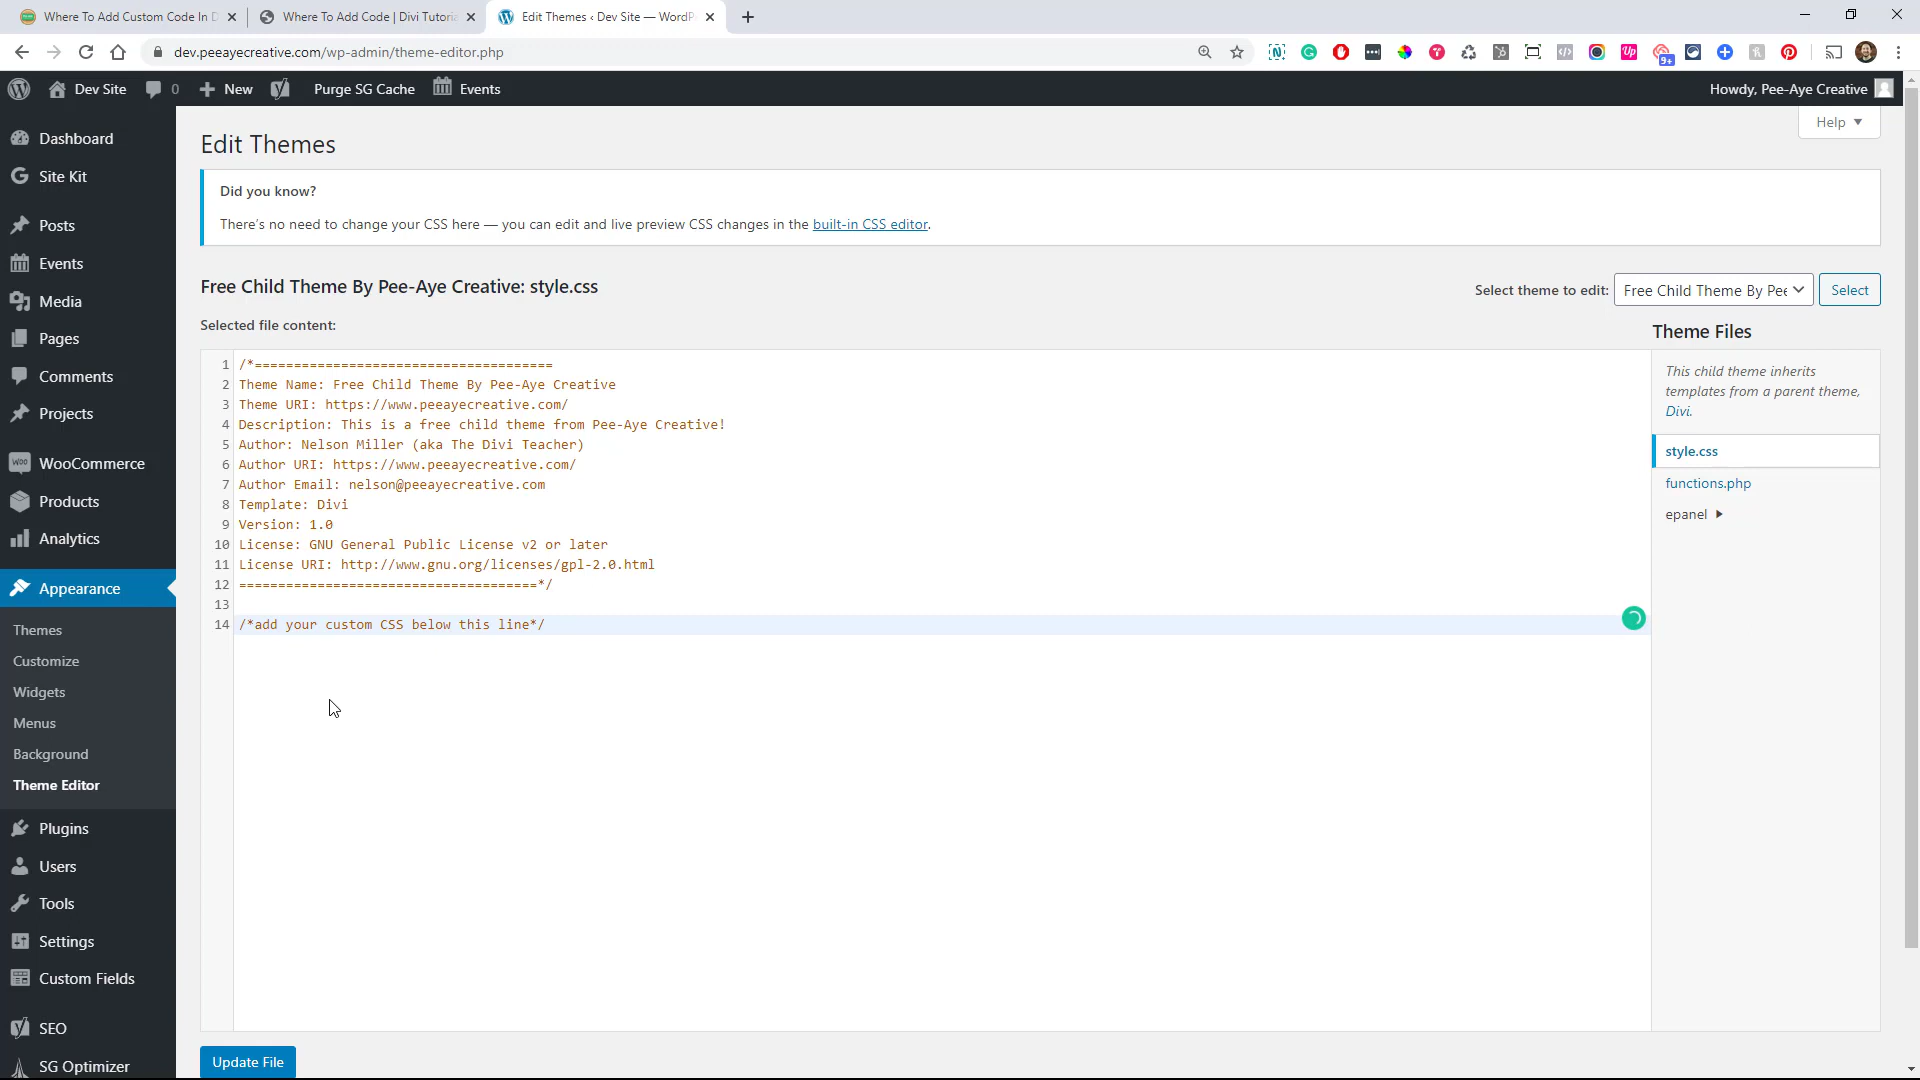 Where To Add Custom Code In D
Where To Add Code | Divi Tutoria
Edit Themes ‹ Dev Site — WordP
dev.peeayecreative.com/wp-admin/theme-editor.php
Up
9+
Dev Site
0
New
Purge SG Cache
Events
Howdy, Pee-Aye Creative
Help
Dashboard
Site Kit
Posts
Events
Media
Pages
Comments
Projects
WooCommerce
Products
Analytics
Appearance
Themes
Customize
Widgets
Menus
Background
Theme Editor
Plugins
Users
Tools
Settings
Custom Fields
SEO
SG Optimizer
Edit Themes
Did you know?
There’s no need to change your CSS here — you can edit and live preview CSS changes in the built-in CSS editor.
Free Child Theme By Pee-Aye Creative: style.css
Select theme to edit:
Free Child Theme By Pee
Select
Selected file content:
1 /*======================================
2 Theme Name: Free Child Theme By Pee-Aye Creative
3 Theme URI: https://www.peeayecreative.com/
4 Description: This is a free child theme from Pee-Aye Creative!
5 Author: Nelson Miller (aka The Divi Teacher)
6 Author URI: https://www.peeayecreative.com/
7 Author Email: nelson@peeayecreative.com
8 Template: Divi
9 Version: 1.0
10 License: GNU General Public License v2 or later
11 License URI: http://www.gnu.org/licenses/gpl-2.0.html
12 ======================================*/
13
14 /*add your custom CSS below this line*/
Theme Files
This child theme inherits
templates from a parent theme,
Divi.
style.css
functions.php
epanel
Update File